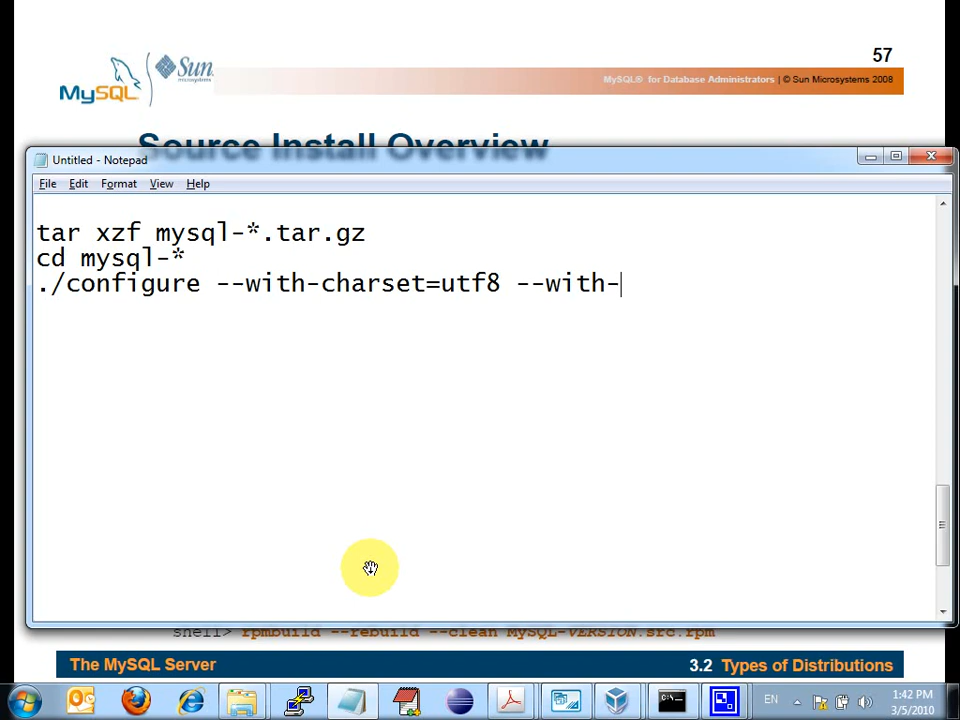 57
MySQL
Sun
microsystems
MySQL® for Database Administrators | © Sun Microsystems 2008
Source Install Overview
Untitled - Notepad
File Edit Format View Help
tar xzf mysql-*.tar.gz
cd mysql-*
./configure --with-charset=utf8 --with-
shell> rpmbuild --rebuild --clean MySQL-VERSION.src.rpm
The MySQL Server
3.2 Types of Distributions
EN
1:42 PM
3/5/2010